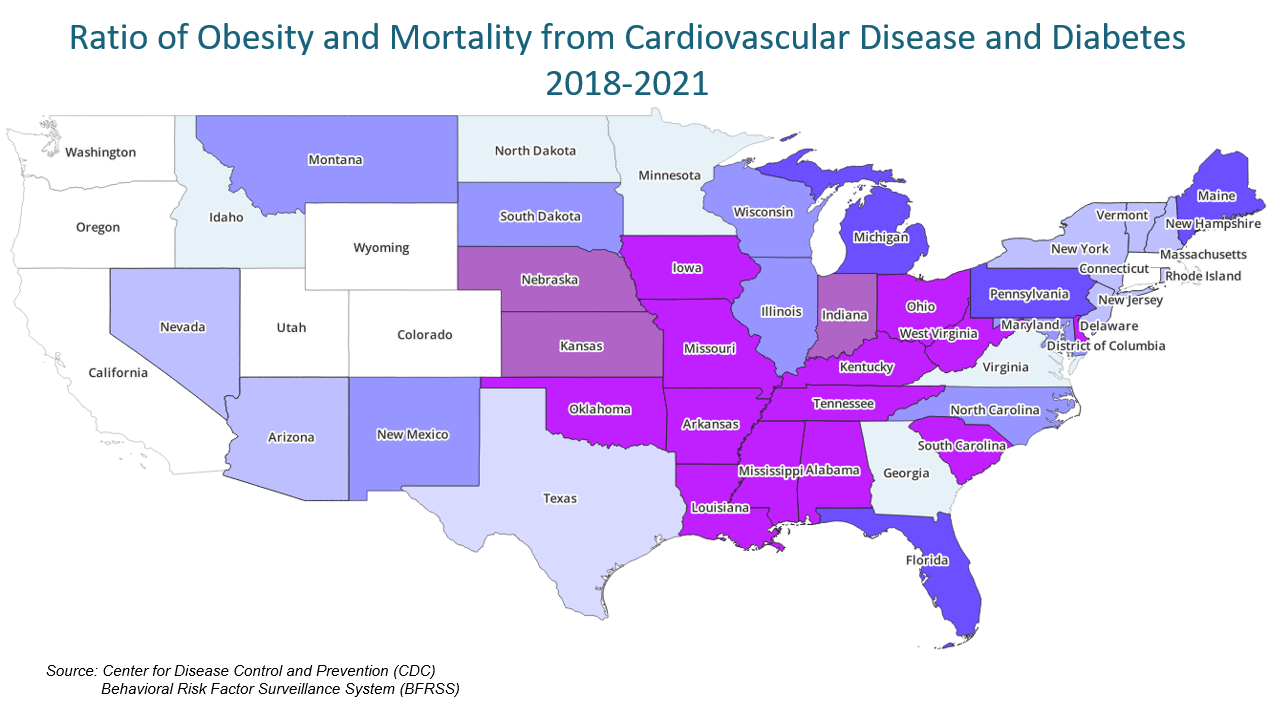 Ratio of Obesity and Mortality from Cardiovascular Disease and Diabetes
2018-2021
Washington
Montana
North Dakota
Minnesota
Oregon
Idaho
Wyoming
South Dakota
Wisconsin
Michigan
Maine
Vermont
New Hampshire
New York
Massachusetts
Connecticut
Rhode Island
Nebraska
Iowa
Nevada
Utah
Colorado
Kansas
Missouri
Illinois
Indiana
Ohio
Pennsylvania
New Jersey
West Virginia
Maryland
Delaware
District of Columbia
California
Kentucky
Virginia
Arizona
New Mexico
Oklahoma
Arkansas
Tennessee
North Carolina
South Carolina
Texas
Mississippi
Alabama
Georgia
Louisiana
Florida
Source: Center for Disease Control and Prevention (CDC)
Behavioral Risk Factor Surveillance System (BFRSS)